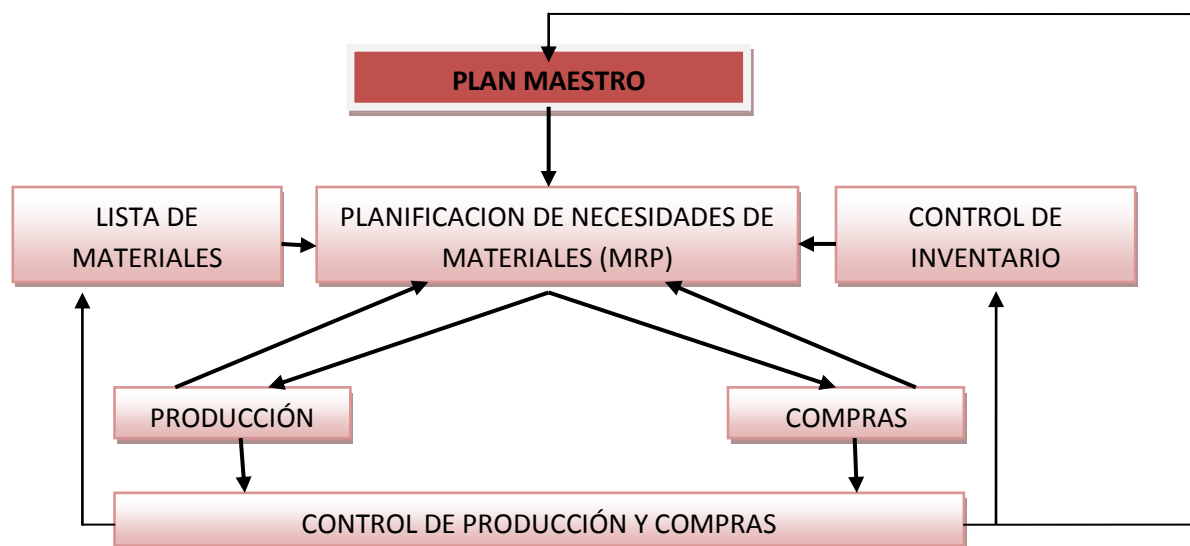 PLAN MAESTRO
LISTA DE
MATERIALES
PLANIFICACION DE NECESIDADES DE
MATERIALES (MRP)
CONTROL DE
INVENTARIO
PRODUCCIÓN
COMPRAS
CONTROL DE PRODUCCIÓN Y COMPRAS